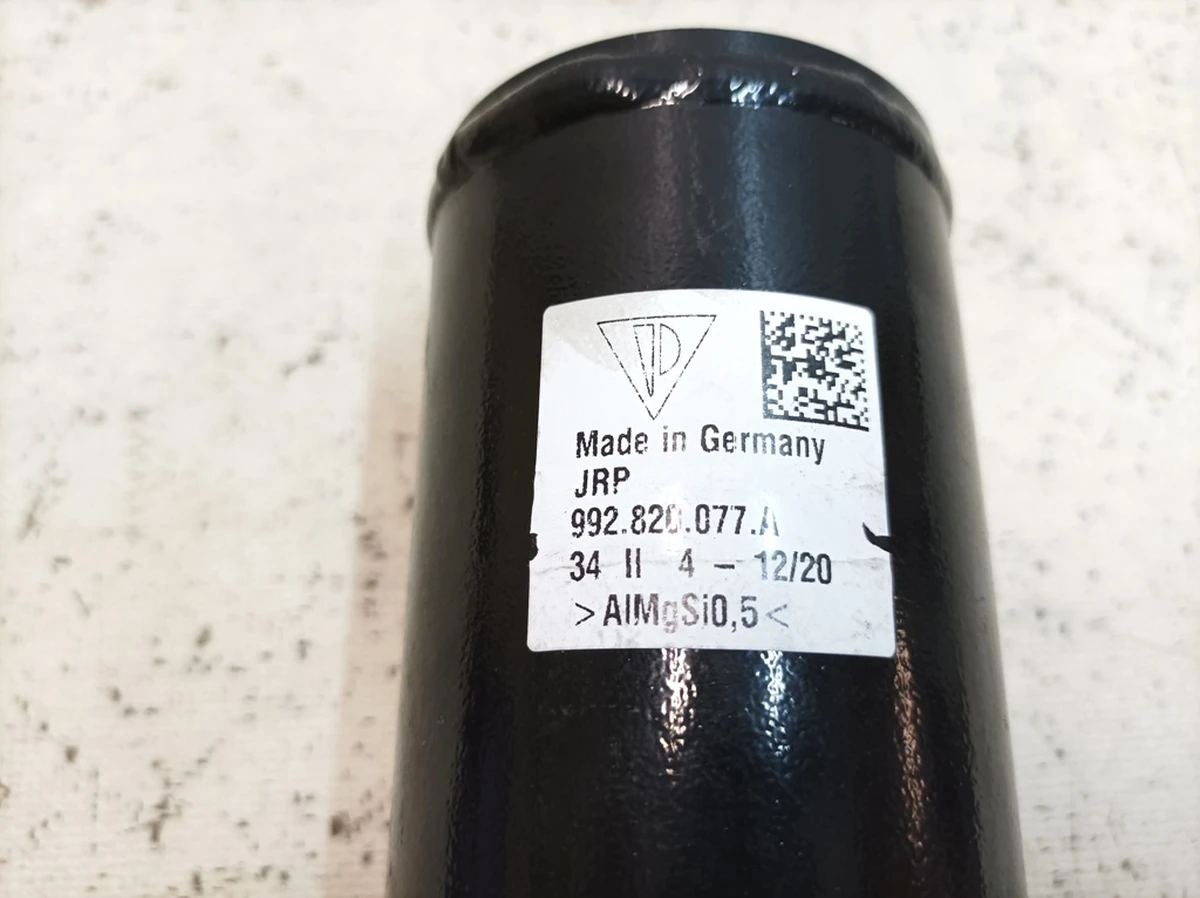 Made in Germany
JRP
992.820.077.A
34 II 4 – 12/20
>AlMgSi0,5<